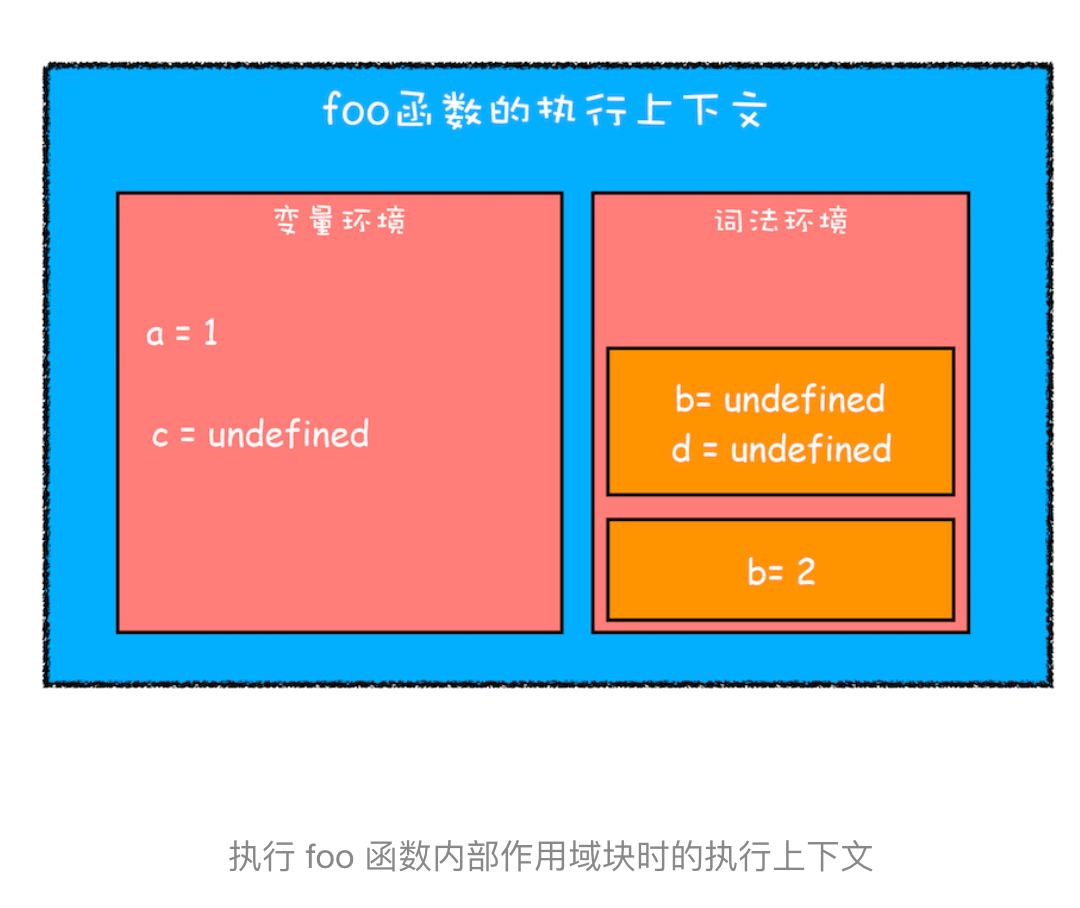 foo函数的执行上下文
变量环境
a = 1
c = undefined
词法环境
b= undefined
d = undefined
b= 2
执行 foo 函数内部作用域块时的执行上下文